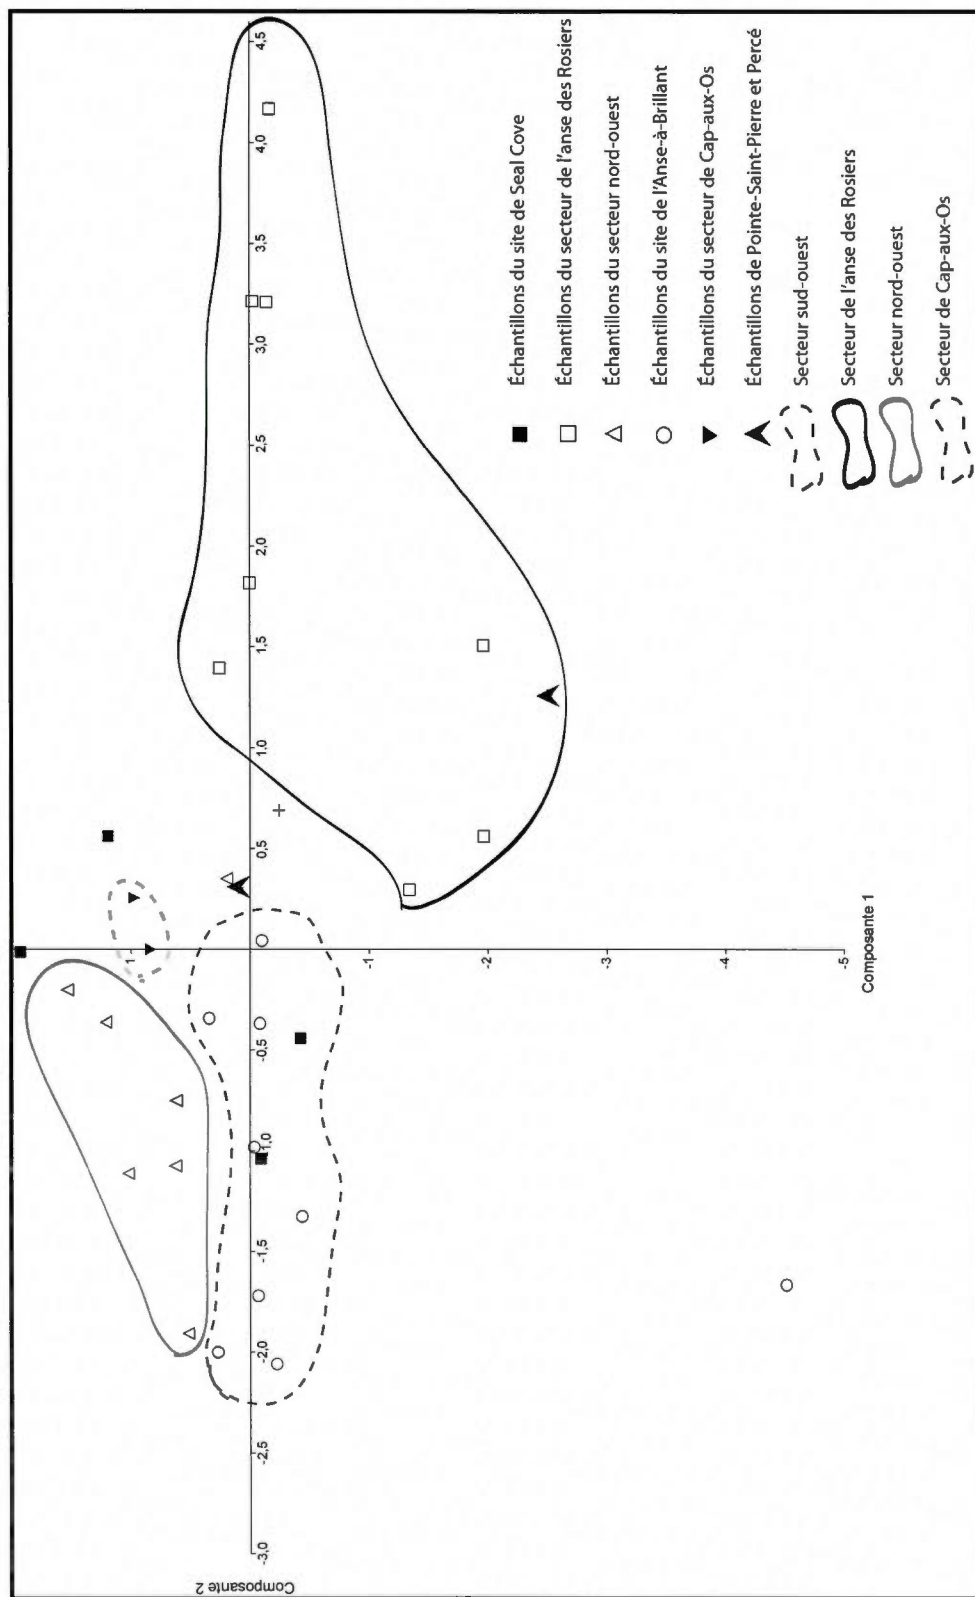 Composante 2
-3,0
-2,5
-2,0
-1,5
-1,0
-0,5
0,5
1,0
1,5
2,0
2,5
3,0
3,5
4,0
4,5
1
-1
-2
-3
-4
-5
Composante 1
Échantillons du site de Seal Cove
Échantillons du secteur de l'anse des Rosiers
Échantillons du secteur nord-ouest
Échantillons du site de l'Anse-à-Brillant
Échantillons du secteur de Cap-aux-Os
Échantillons de Pointe-Saint-Pierre et Percé
Secteur sud-ouest
Secteur de l'anse des Rosiers
Secteur nord-ouest
Secteur de Cap-aux-Os